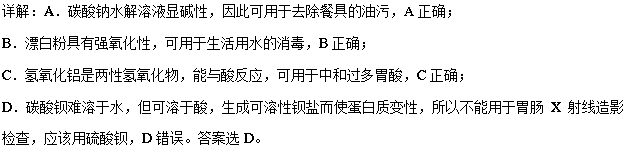 详解：A．碳酸钠水解溶液显碱性，因此可用于去除餐具的油污，A 正确；
B．漂白粉具有强氧化性，可用于生活用水的消毒，B 正确；
C．氢氧化铝是两性氢氧化物，能与酸反应，可用于中和过多胃酸，C 正确；
D．碳酸钡难溶于水，但可溶于酸，生成可溶性钡盐而使蛋白质变性，所以不能用于胃肠 X 射线造影
检查，应该用硫酸钡，D 错误。答案选 D。